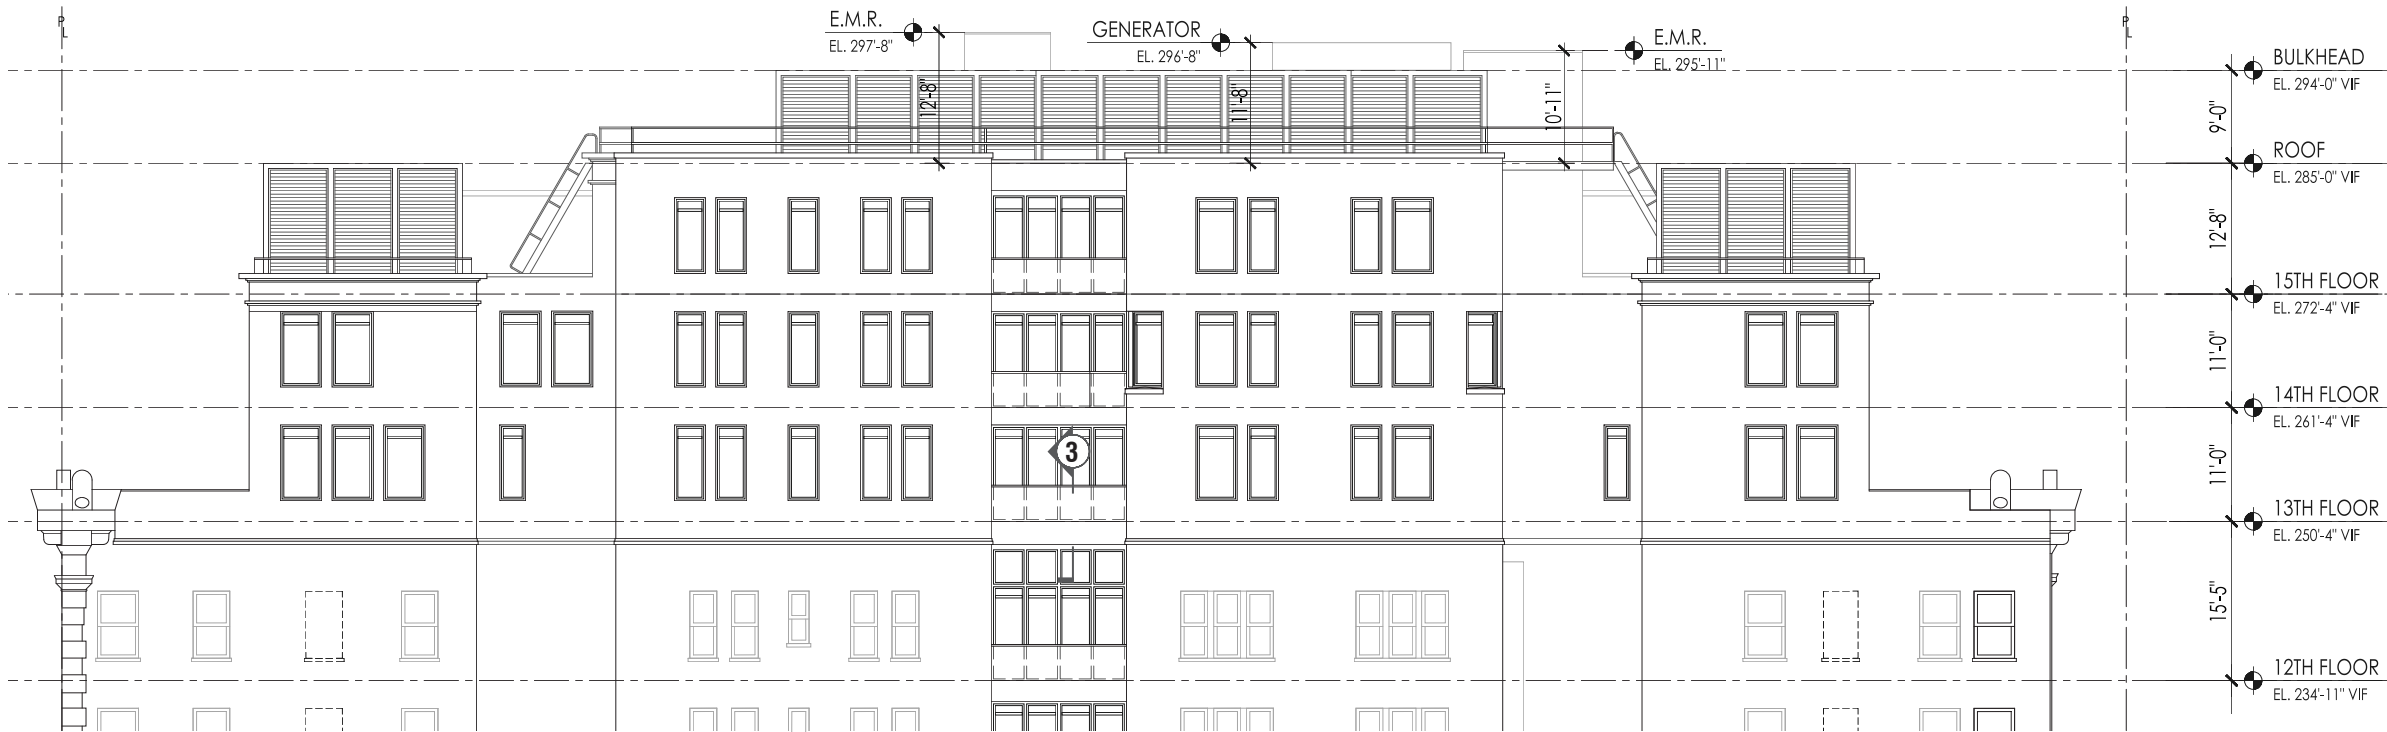 P
L
E.M.R.
EL. 297'-8"
GENERATOR
EL. 296'-8"
E.M.R.
EL. 295'-11"
P
L
BULKHEAD
EL. 294'-0" VIF
12'-8"
11'-8"
10'-11"
9'-0"
ROOF
EL. 285'-0" VIF
12'-8"
15TH FLOOR
EL. 272'-4" VIF
11'-0"
14TH FLOOR
EL. 261'-4" VIF
3
11'-0"
13TH FLOOR
EL. 250'-4" VIF
15'-5"
12TH FLOOR
EL. 234'-11" VIF